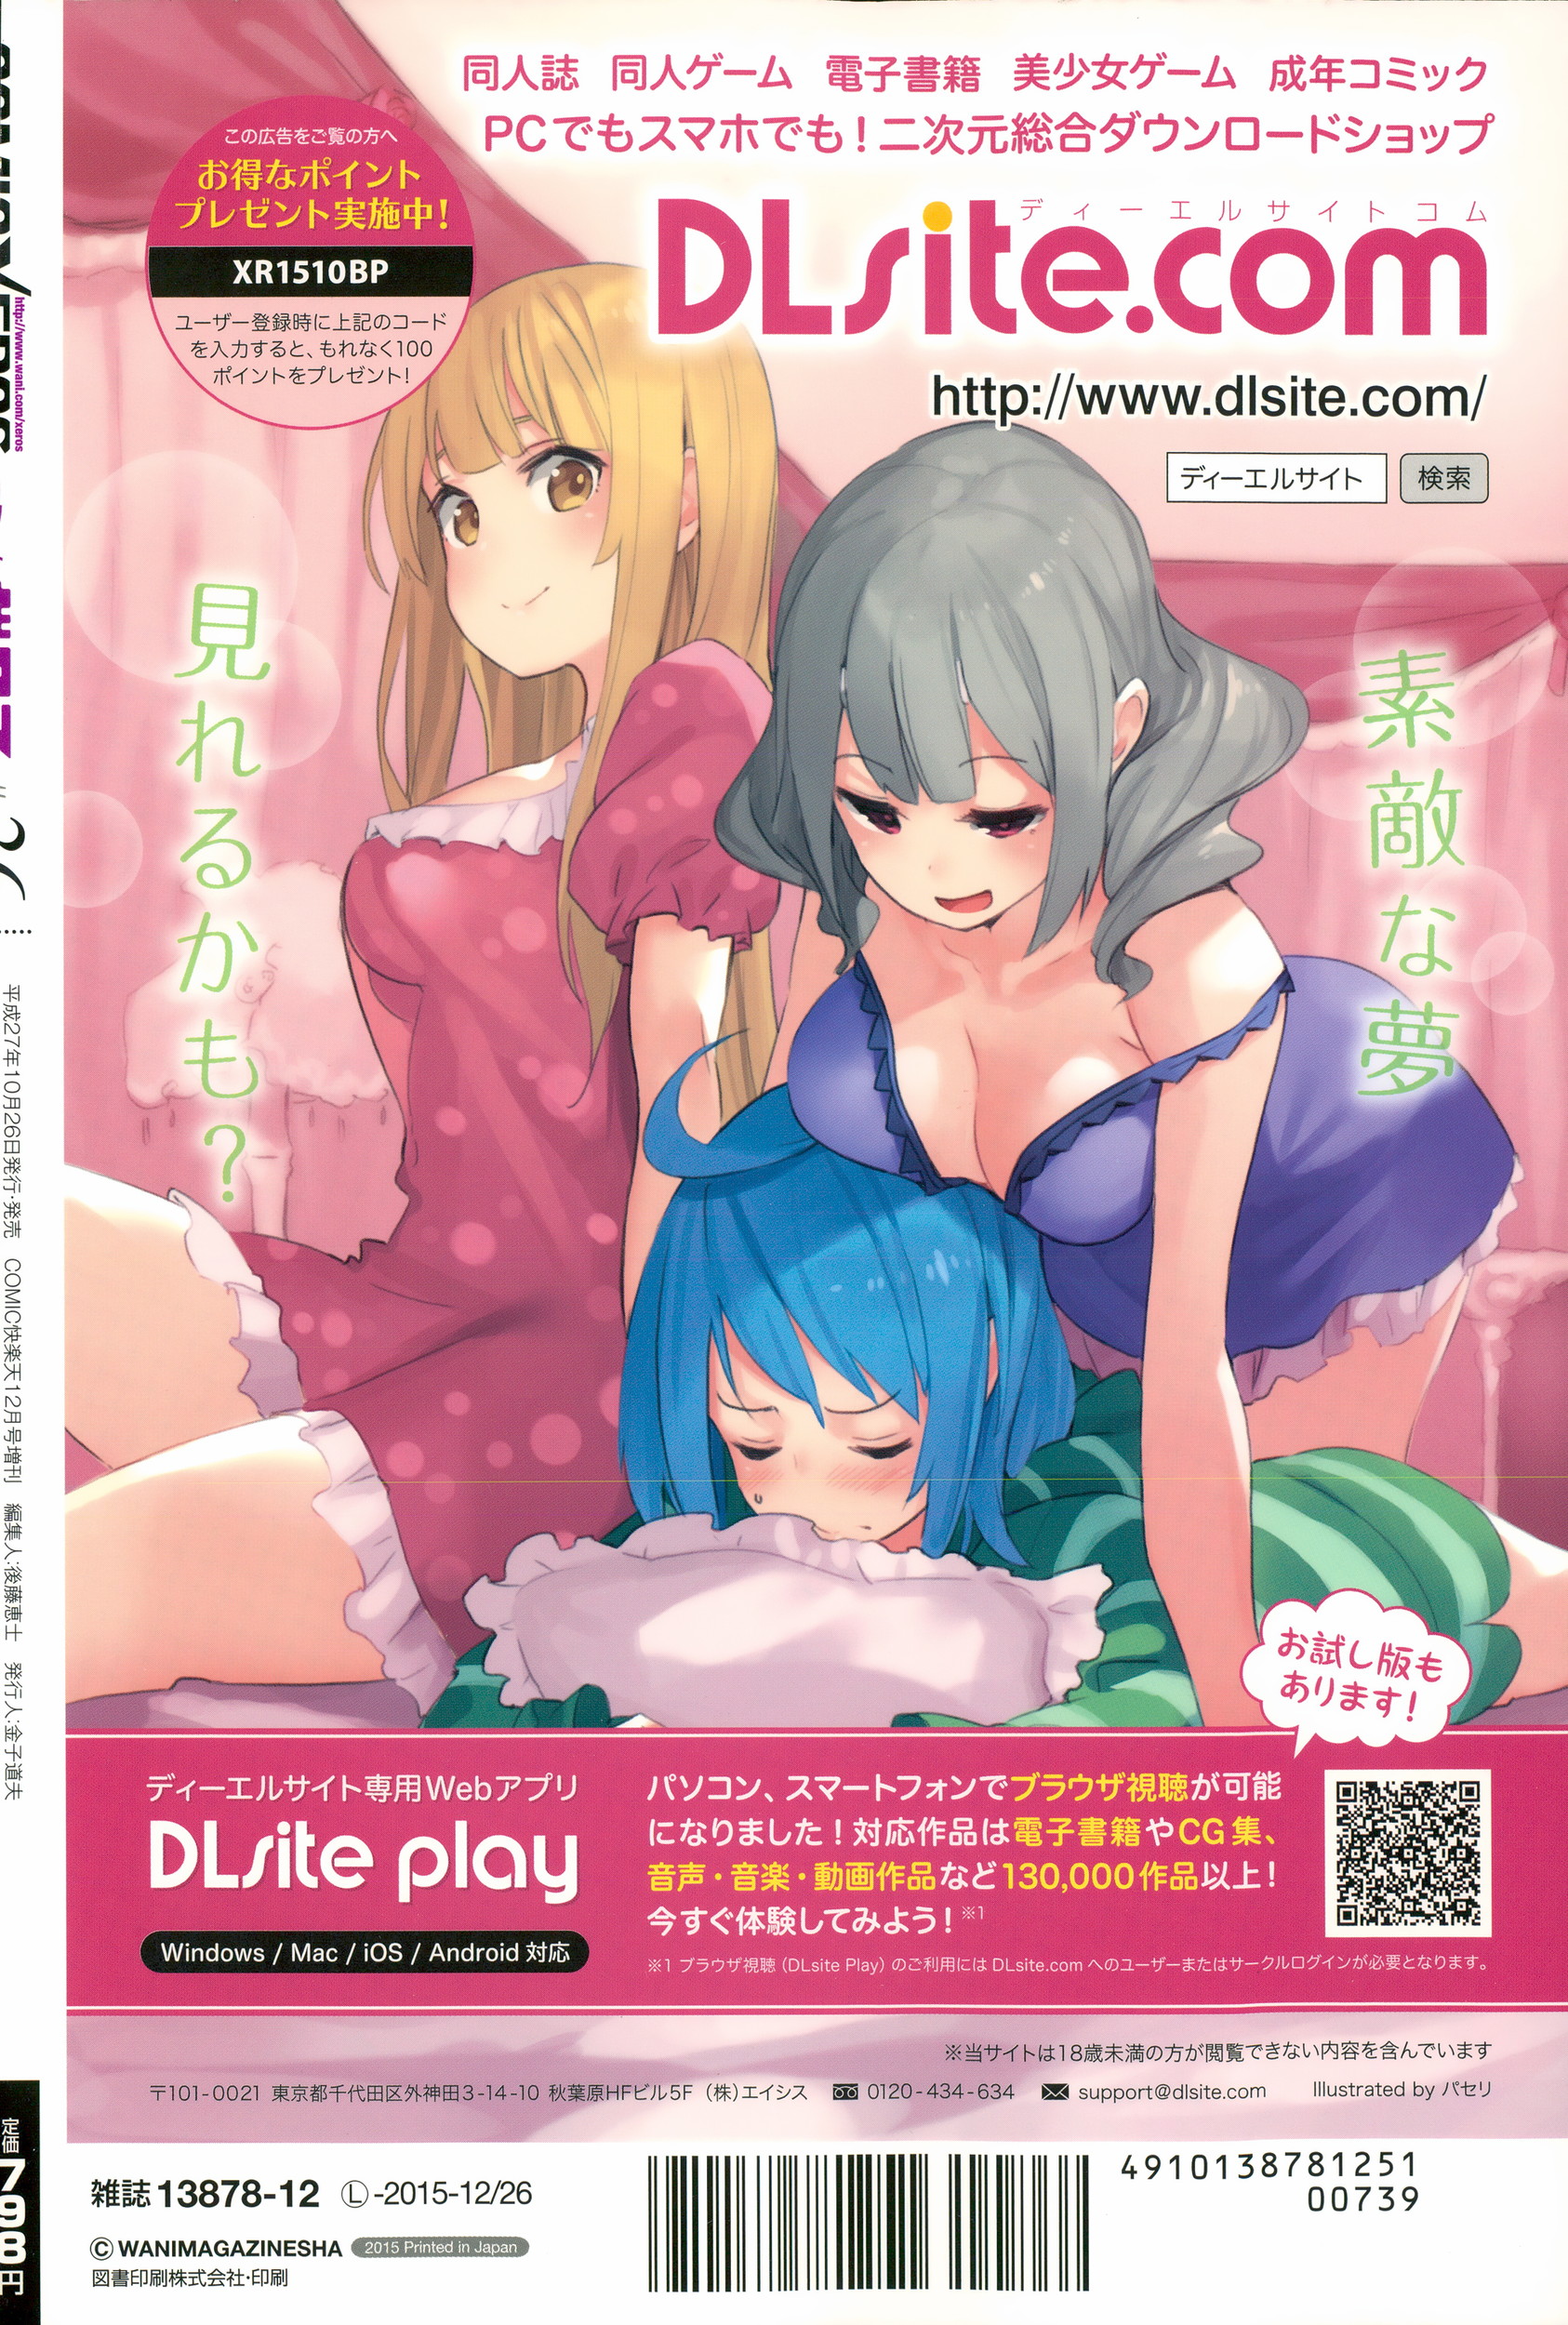 同人誌 同人ゲーム 電子書籍 美少女ゲーム 成年コミック
PCでもスマホでも!二次元総合ダウンロードショップ
ディーエルサイトコム
DLsite.com
http://www.dlsite.com/
ディーエルサイト 検索
この広告をご覧の方へ
お得なポイント
プレゼント実施中!
XR1510BP
ユーザー登録時に上記のコード
を入力すると、もれなく100
ポイントをプレゼント!
素敵な夢
見れるかも?
お試し版も
あります!
ディーエルサイト専用Webアプリ
DLsite play
Windows / Mac / iOS / Android 対応
パソコン、スマートフォンでブラウザ視聴が可能
になりました!対応作品は電子書籍やCG集、
音声・音楽・動画作品など130,000作品以上!
今すぐ体験してみよう!※1
※1 ブラウザ視聴 (DLsite Play) のご利用には DLsite.com へのユーザーまたはサークルログインが必要となります。
※当サイトは18歳未満の方が閲覧できない内容を含んでいます
〒101-0021 東京都千代田区外神田3-14-10 秋葉原HFビル5F (株)エイシス 0120-434-634 support@dlsite.com Illustrated by パセリ
雑誌 13878-12 Ⓛ-2015-12/26
© WANIMAGAZINESHA 2015 Printed in Japan
図書印刷株式会社・印刷
4910138781251
00739
http://www.wani.com/xeros
平成27年10月26日発行・発売 COMIC快楽天12月号増刊 編集人:後藤恵士 発行人:金子道夫
定価798円